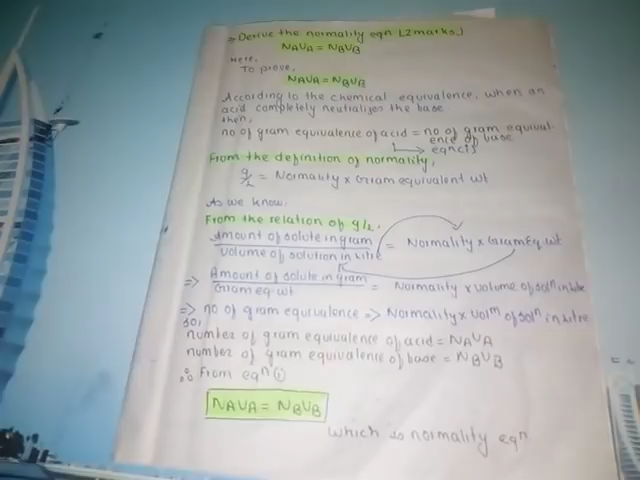 ⇒ Derive the normality eqn [2marks]
NAVA = NBVB
Here,
To prove,
NAVA = NBVB
According to the chemical equivalence, when an
acid completely neutralizes the base
then,
no of gram equivalence of acid = no of gram equival-
ence of base
↳ eqn(i)
From the definition of normality,
g/L = Normality x Gram equivalent wt
As we know,
From the relation of g/L,
Amount of solute in gram / Volume of solution in litre = Normality x Gram Eq wt
⇒ Amount of solute in gram / Gram eq wt = Normality x volume of solⁿ in litre
⇒ no of gram equivalence ⇒ Normality x volᵐ of solⁿ in litre
so,
number of gram equivalence of acid = NAVA
number of gram equivalence of base = NBVB
∴ From eqⁿ (i)
NAVA = NBVB
which is normality eqⁿ